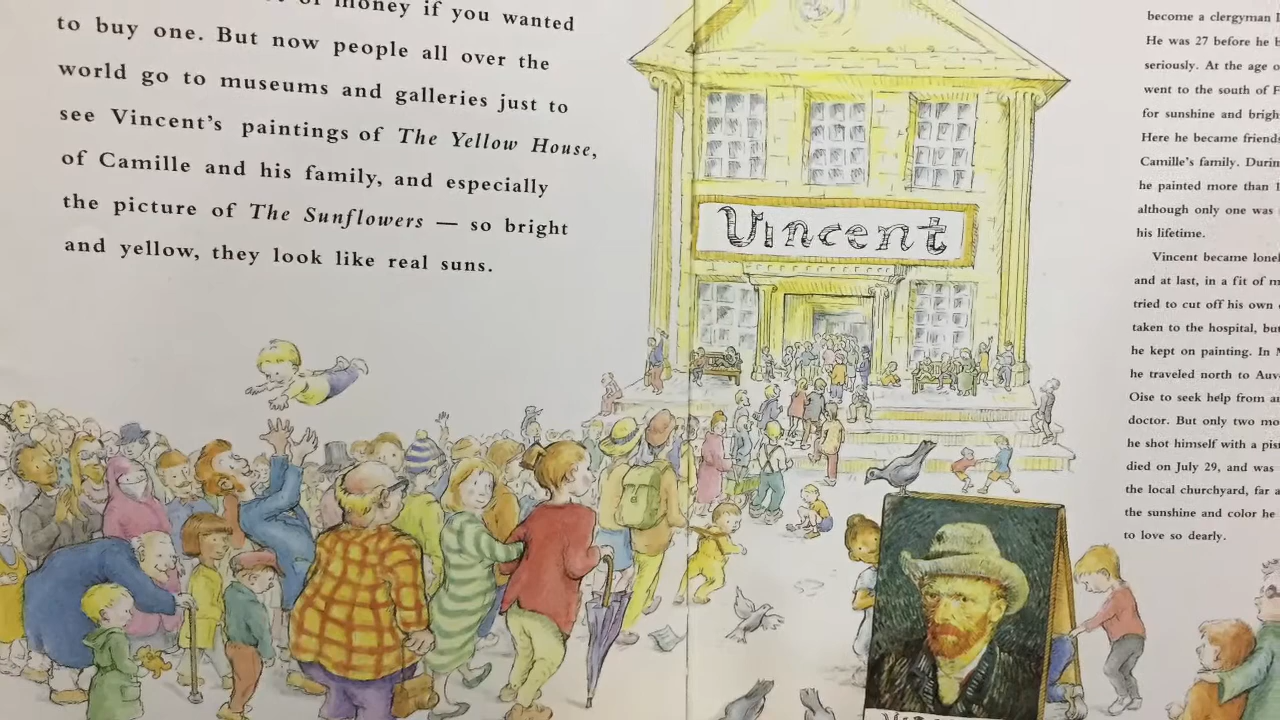 money if you wanted
to buy one. But now people all over the
world go to museums and galleries just to
see Vincent's paintings of The Yellow House,
of Camille and his family, and especially
the picture of The Sunflowers — so bright
and yellow, they look like real suns.
Vincent
become a clergyman
He was 27 before he
seriously. At the age
went to the south of
for sunshine and
Here he became friends
Camille's family.
he painted more than
although only one was
his lifetime.
Vincent became
and at last, in a fit of
tried to cut off his own
taken to the hospital, but
he kept on painting. In
he traveled north to
Oise to seek help from
doctor. But only two
he shot himself with a
died on July 29, and was
the local churchyard, far
the sunshine and color he
to love so dearly.